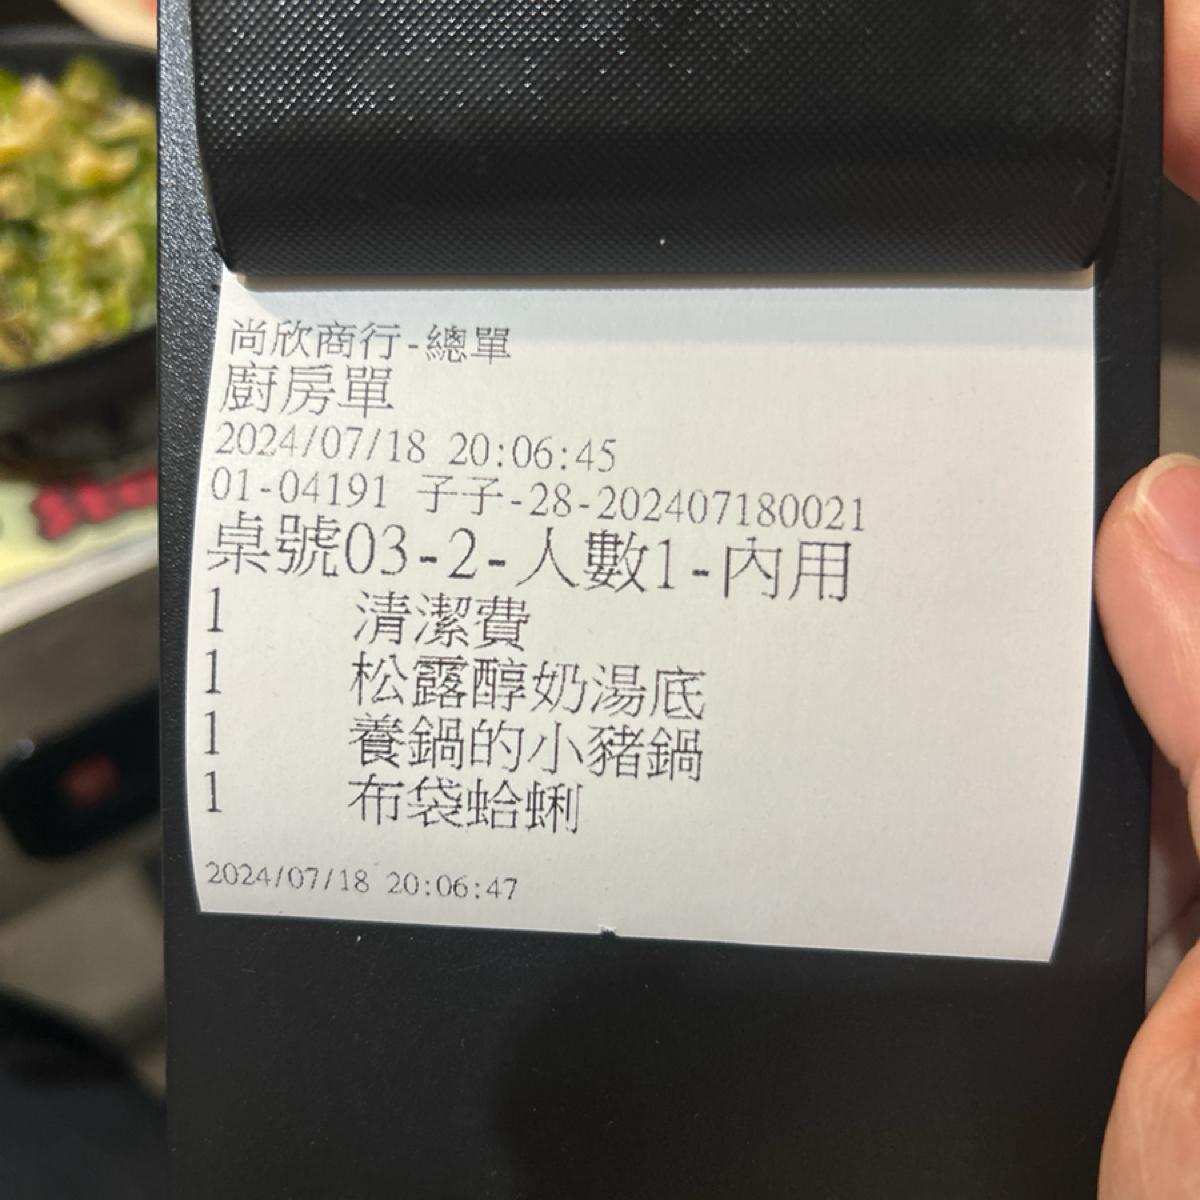 尚欣商行-總單
廚房單
2024/07/18 20:06:45
01-04191 子子-28-202407180021
桌號03-2-人數1-內用
1 清潔費
1 松露醇奶湯底
1 養鍋的小豬鍋
1 布袋蛤蜊
2024/07/18 20:06:47